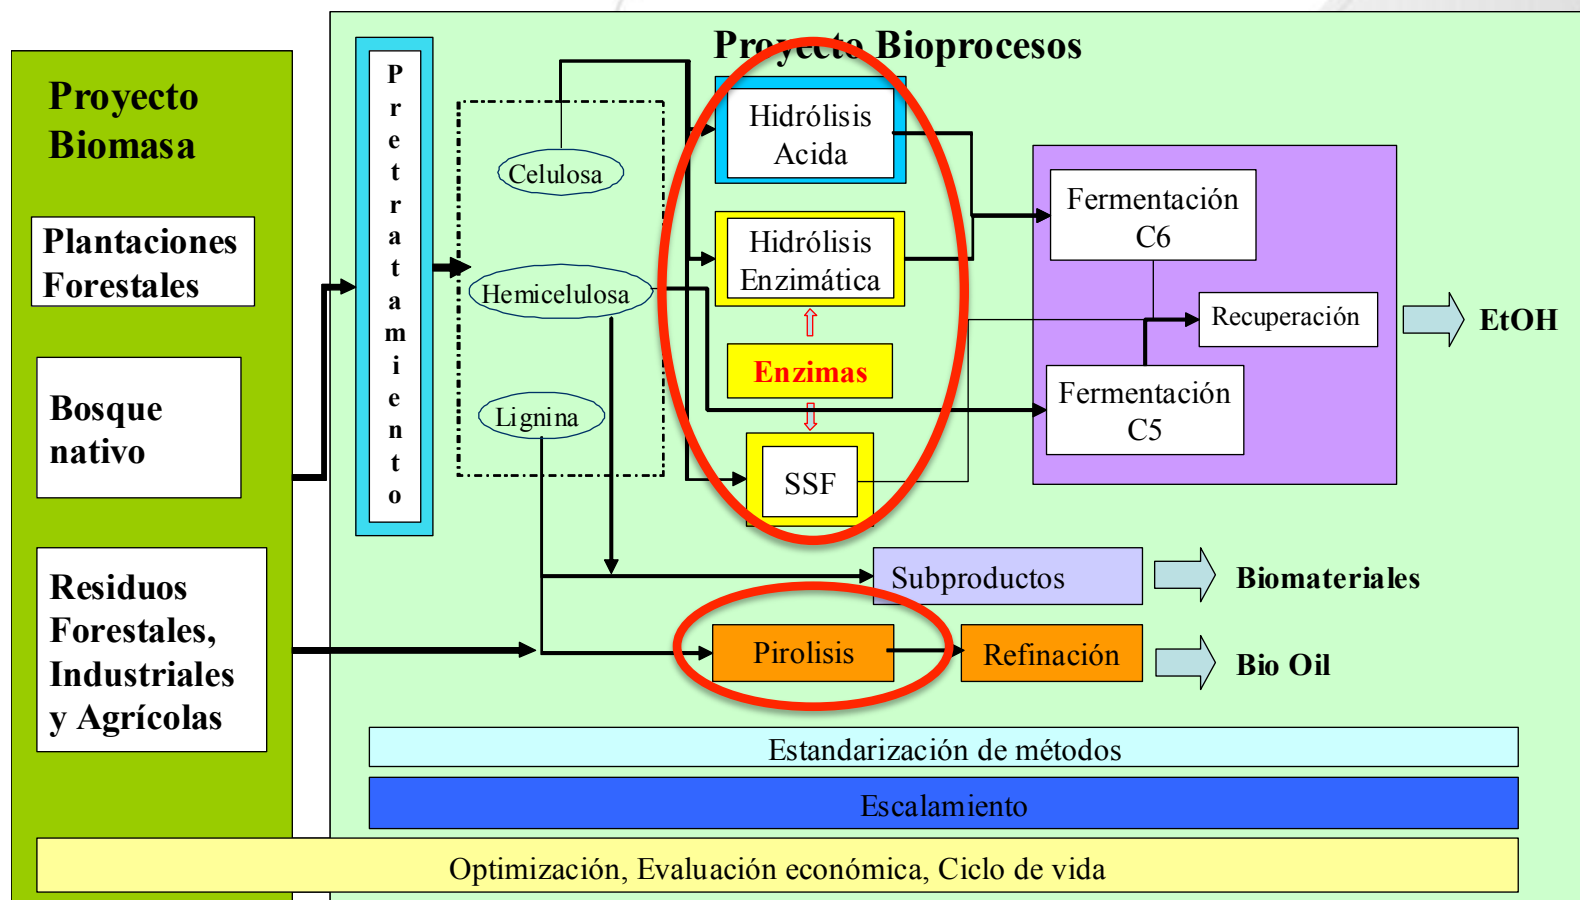 Proyecto Bioprocesos
Proyecto
Biomasa
Plantaciones
Forestales
Bosque
nativo
Residuos
Forestales,
Industriales
y Agrícolas
P
r
e
t
r
a
t
a
m
i
e
n
t
o
Celulosa
Hemicelulosa
Lignina
Hidrólisis
Acida
Hidrólisis
Enzimática
Enzimas
SSF
Fermentación
C6
Recuperación
Fermentación
C5
EtOH
Subproductos
Biomateriales
Pirolisis
Refinación
Bio Oil
Estandarización de métodos
Escalamiento
Optimización, Evaluación económica, Ciclo de vida